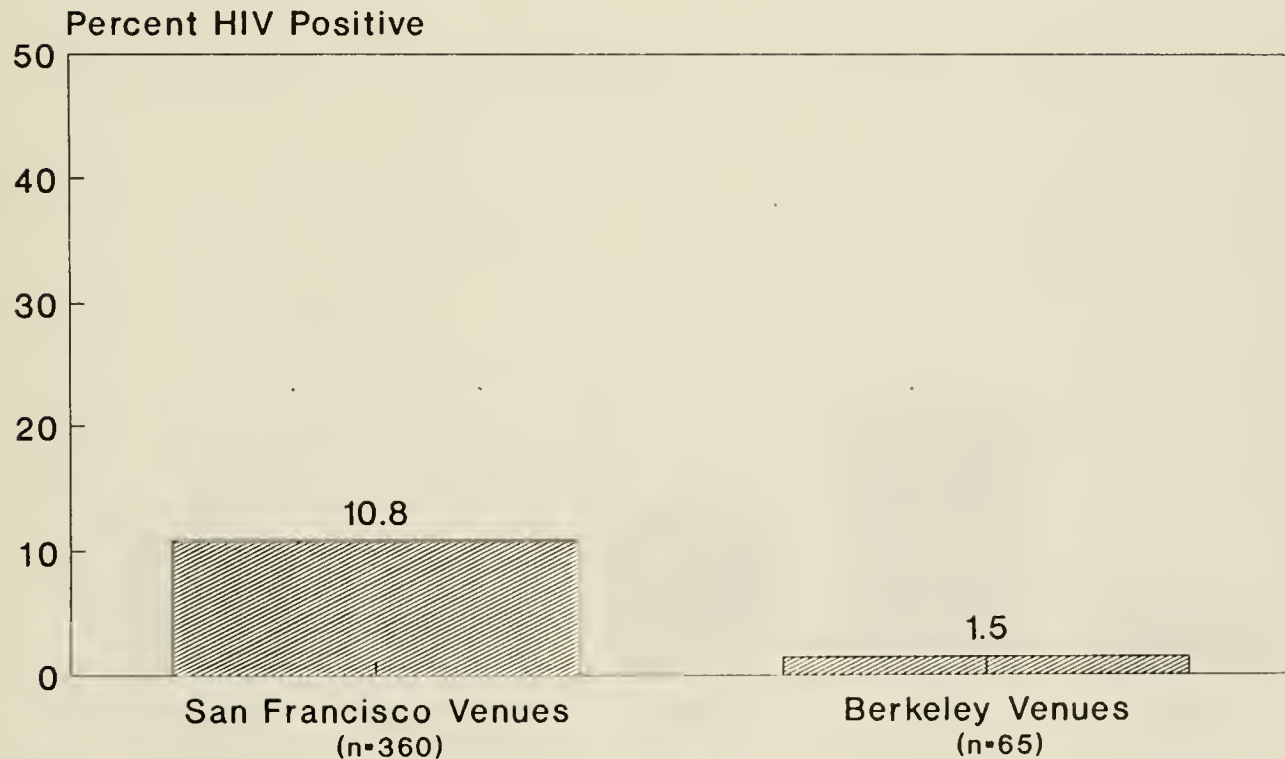 Percent HIV Positive
50
40
30
20
10
0
10.8
1.5
San Francisco Venues
(n=360)
Berkeley Venues
(n=65)